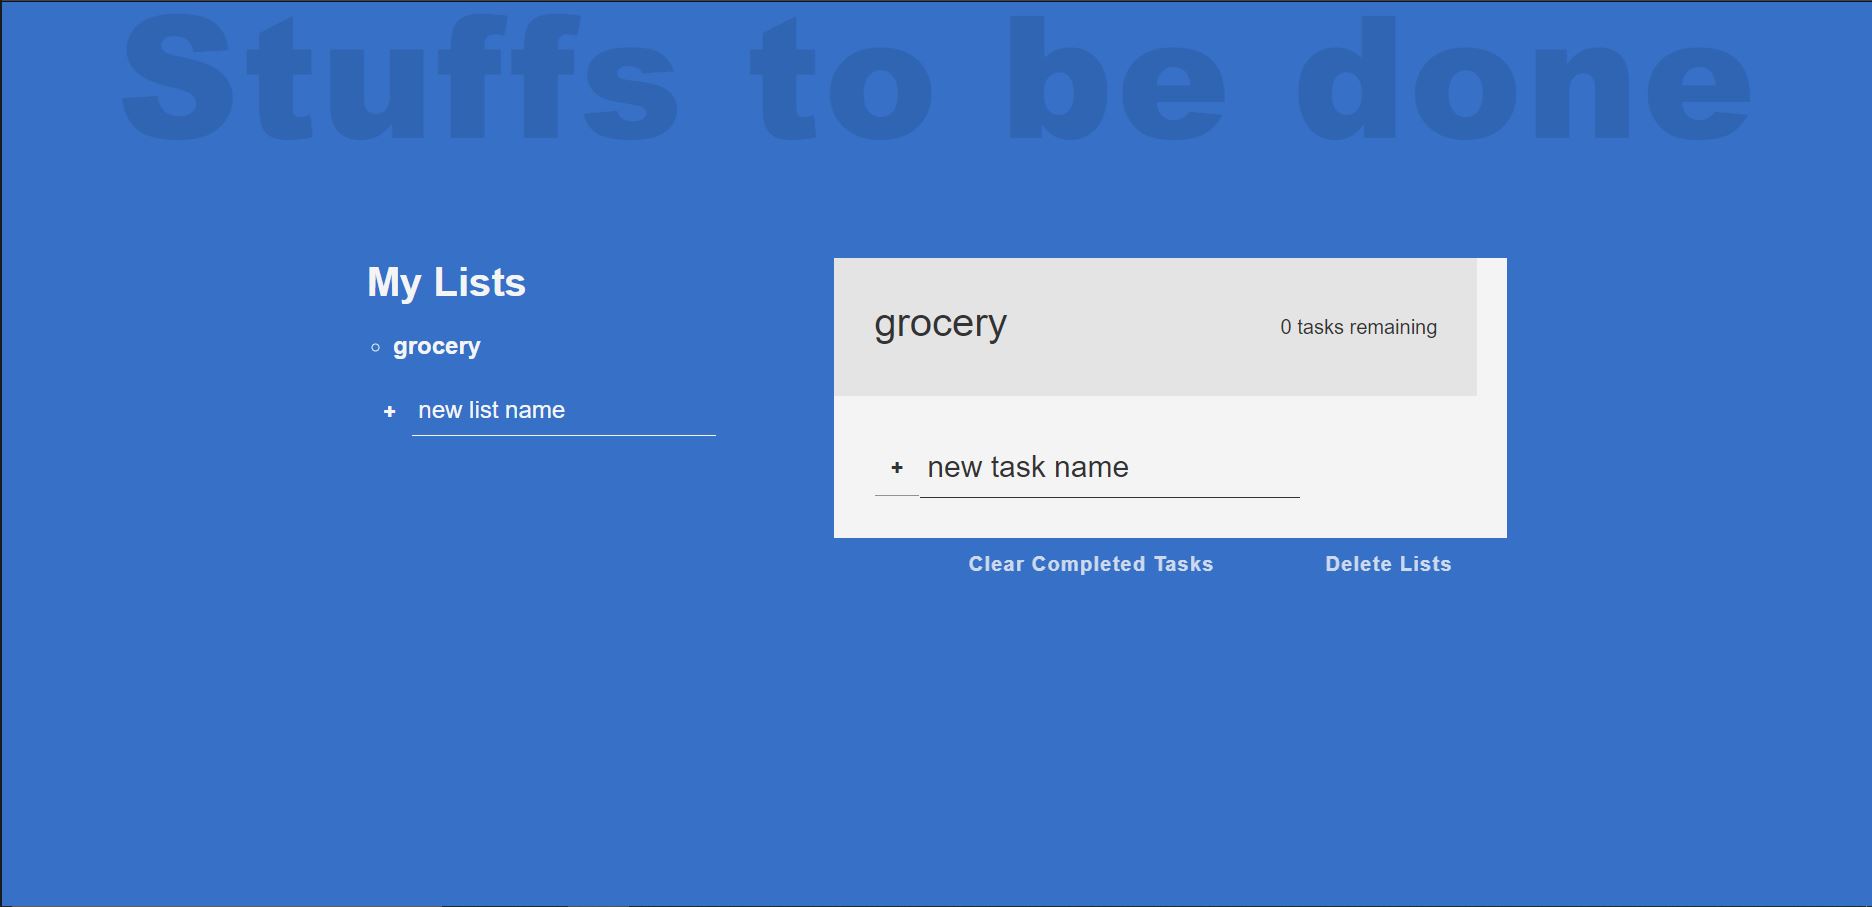 Stuffs to be done
My Lists
grocery
+ new list name
grocery
0 tasks remaining
+ new task name
Clear Completed Tasks
Delete Lists